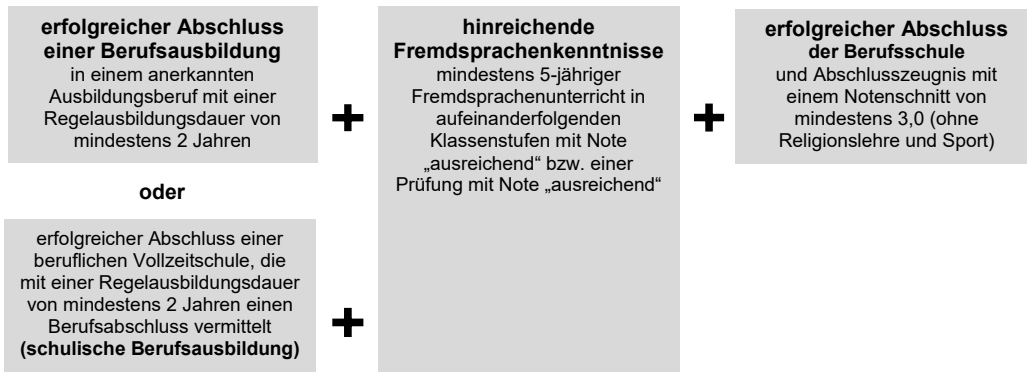 erfolgreicher Abschluss
einer Berufsausbildung
in einem anerkannten
Ausbildungsberuf mit einer
Regelausbildungsdauer von
mindestens 2 Jahren
+
hinreichende
Fremdsprachenkenntnisse
mindestens 5-jähriger
Fremdsprachenunterricht in
aufeinanderfolgenden
Klassenstufen mit Note
„ausreichend“ bzw. einer
Prüfung mit Note „ausreichend“
+
erfolgreicher Abschluss
der Berufsschule
und Abschlusszeugnis mit
einem Notenschnitt von
mindestens 3,0 (ohne
Religionslehre und Sport)
oder
erfolgreicher Abschluss einer
beruflichen Vollzeitschule, die
mit einer Regelausbildungsdauer
von mindestens 2 Jahren einen
Berufsabschluss vermittelt
(schulische Berufsausbildung)
+